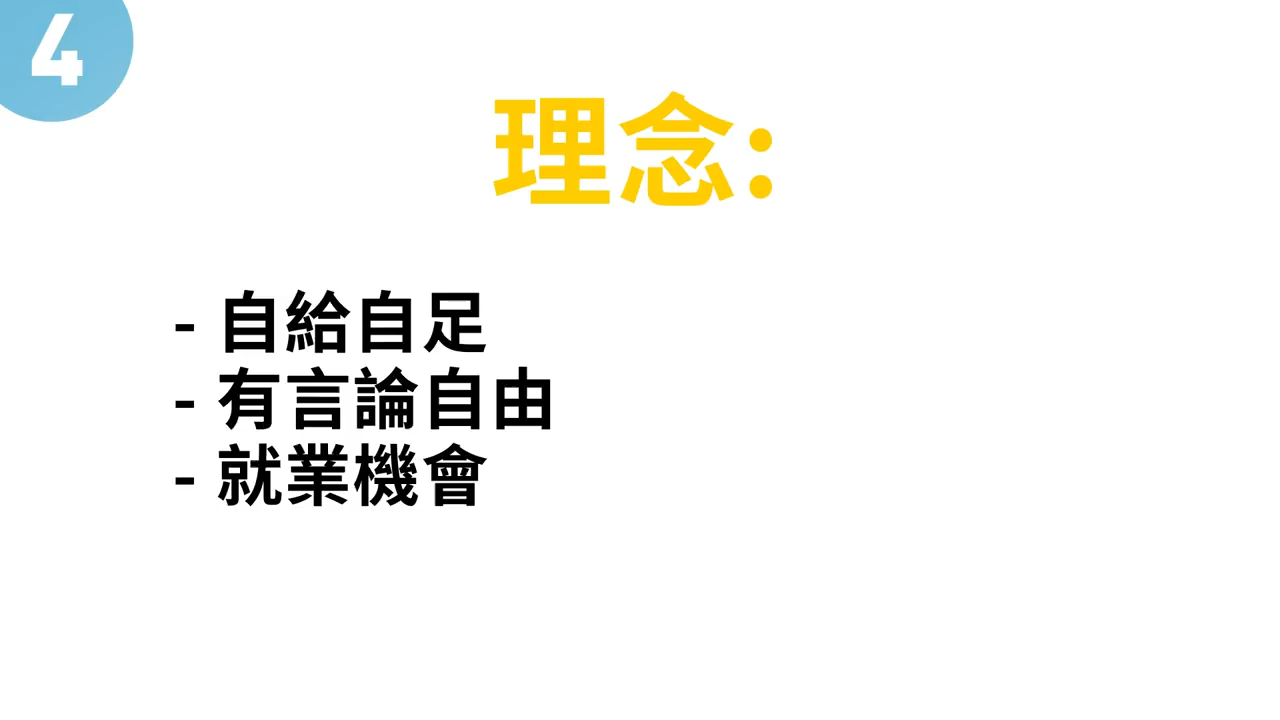 4
理念:
- 自給自足
- 有言論自由
- 就業機會